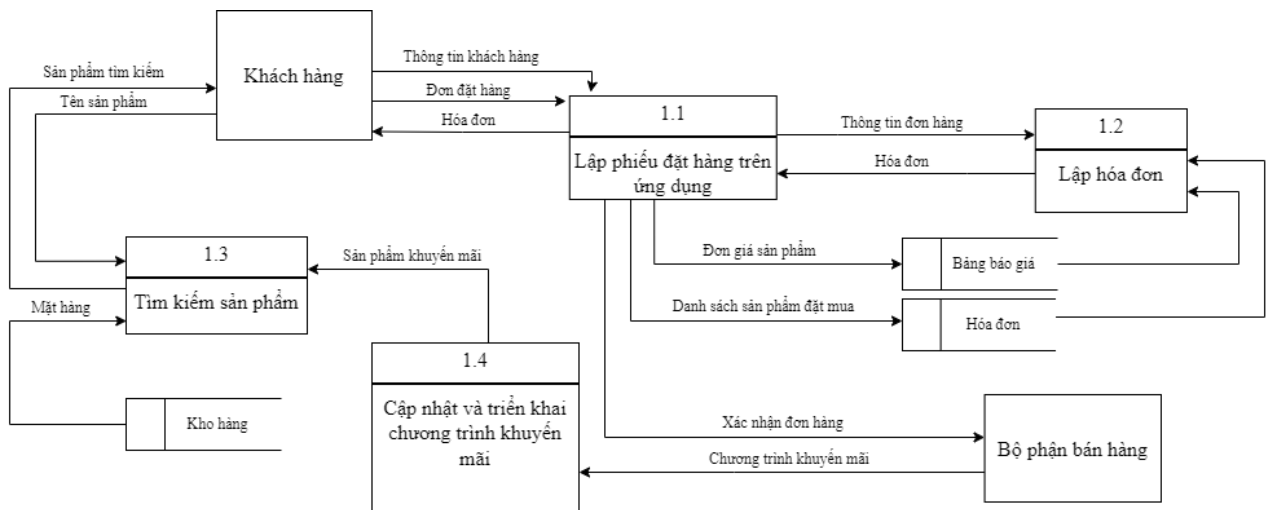 Khách hàng
Thông tin khách hàng
Sản phẩm tìm kiếm
Đơn đặt hàng
Tên sản phẩm
Hóa đơn
1.1
Lập phiếu đặt hàng trên
ứng dụng
Thông tin đơn hàng
Hóa đơn
1.2
Lập hóa đơn
1.3
Tìm kiếm sản phẩm
Sản phẩm khuyến mãi
Đơn giá sản phẩm
Bảng báo giá
Mặt hàng
Danh sách sản phẩm đặt mua
Hóa đơn
1.4
Cập nhật và triển khai
chương trình khuyến
mãi
Kho hàng
Xác nhận đơn hàng
Chương trình khuyến mãi
Bộ phận bán hàng